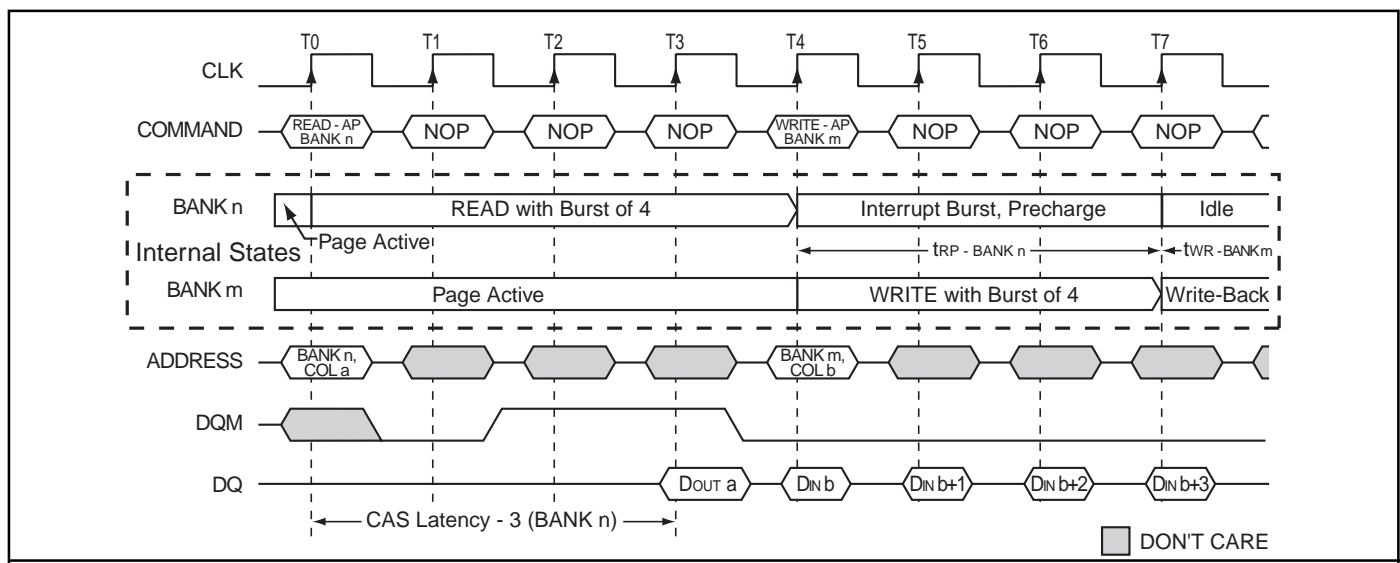 T0 T1 T2 T3 T4 T5 T6 T7
CLK
COMMAND READ - AP BANK n NOP NOP NOP WRITE - AP BANK m NOP NOP NOP
BANK n READ with Burst of 4 Interrupt Burst, Precharge Idle
Page Active
Internal States
tRP - BANK n tWR - BANK m
BANK m Page Active WRITE with Burst of 4 Write-Back
ADDRESS BANK n, COL a BANK m, COL b
DQM
DQ DOUT a DIN b DIN b+1 DIN b+2 DIN b+3
CAS Latency - 3 (BANK n)
DON'T CARE